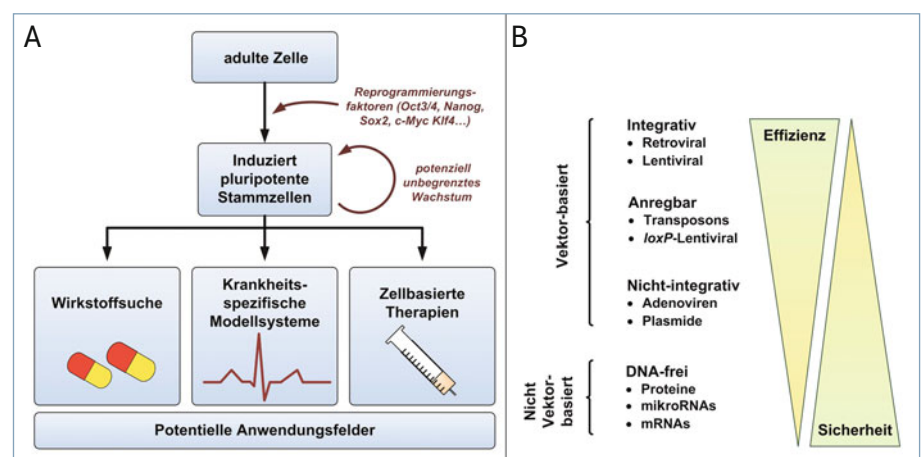 A
adulte Zelle
Reprogrammierungs-
faktoren (Oct3/4, Nanog,
Sox2, c-Myc Klf4...)
Induziert
pluripotente
Stammzellen
potenziell
unbegrenztes
Wachstum
Wirkstoffsuche
Krankheits-
spezifische
Modellsysteme
Zellbasierte
Therapien
Potentielle Anwendungsfelder
B
Vektor-basiert
Integrativ
• Retroviral
• Lentiviral
Anregbar
• Transposons
• loxP-Lentiviral
Nicht-integrativ
• Adenoviren
• Plasmide
Nicht
Vektor-
basiert
DNA-frei
• Proteine
• mikroRNAs
• mRNAs
Effizienz
Sicherheit